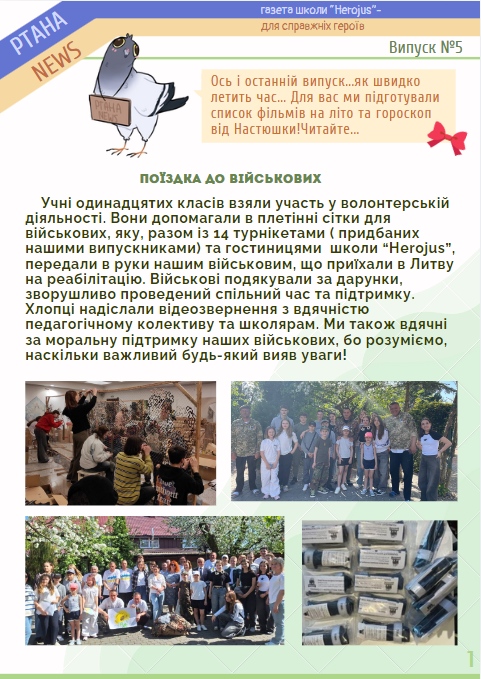 РТАНА
NEWS
газета школи "Herojus"-
для справжніх героїв
Випуск №5
РТАНА
NEWS
Ось і останній випуск...як швидко
летить час... Для вас ми підготували
список фільмів на літо та гороскоп
від Настюшки!Читайте...
ПОЇЗДКА ДО ВІЙСЬКОВИХ
Учні одинадцятих класів взяли участь у волонтерській
діяльності. Вони допомагали в плетінні сітки для
військових, яку, разом із 14 турнікетами ( придбаних
нашими випускниками) та гостиницями школи "Herojus",
передали в руки нашим військовим, що приїхали в Литву
на реабілітацію. Військові подякували за дарунки,
зворушливо проведений спільний час та підтримку.
Хлопці надіслали відеозвернення з вдячністю
педагогічному колективу та школярам. Ми також вдячні
за моральну підтримку наших військових, бо розуміємо,
наскільки важливий будь-який вияв уваги!
1